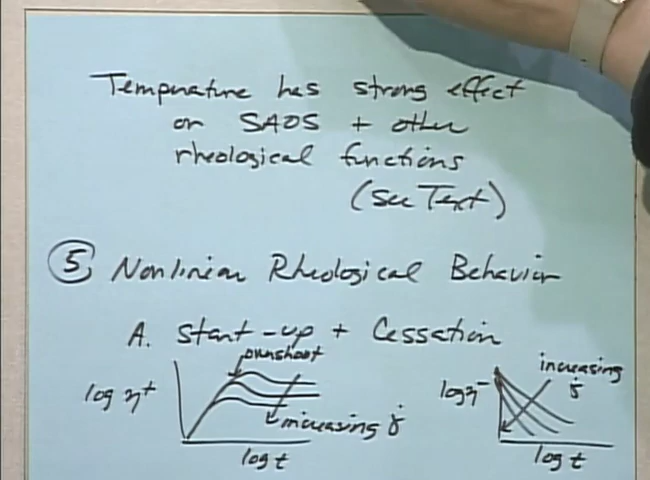 Temperature has strong effect
on SAOS + other
rheological functions
(see Text)
⑤ Nonlinear Rheological Behavior
A. Start-up + Cessation
overshoot
log η⁺
increasing γ̇
log t
log η⁻
increasing
γ̇
log t